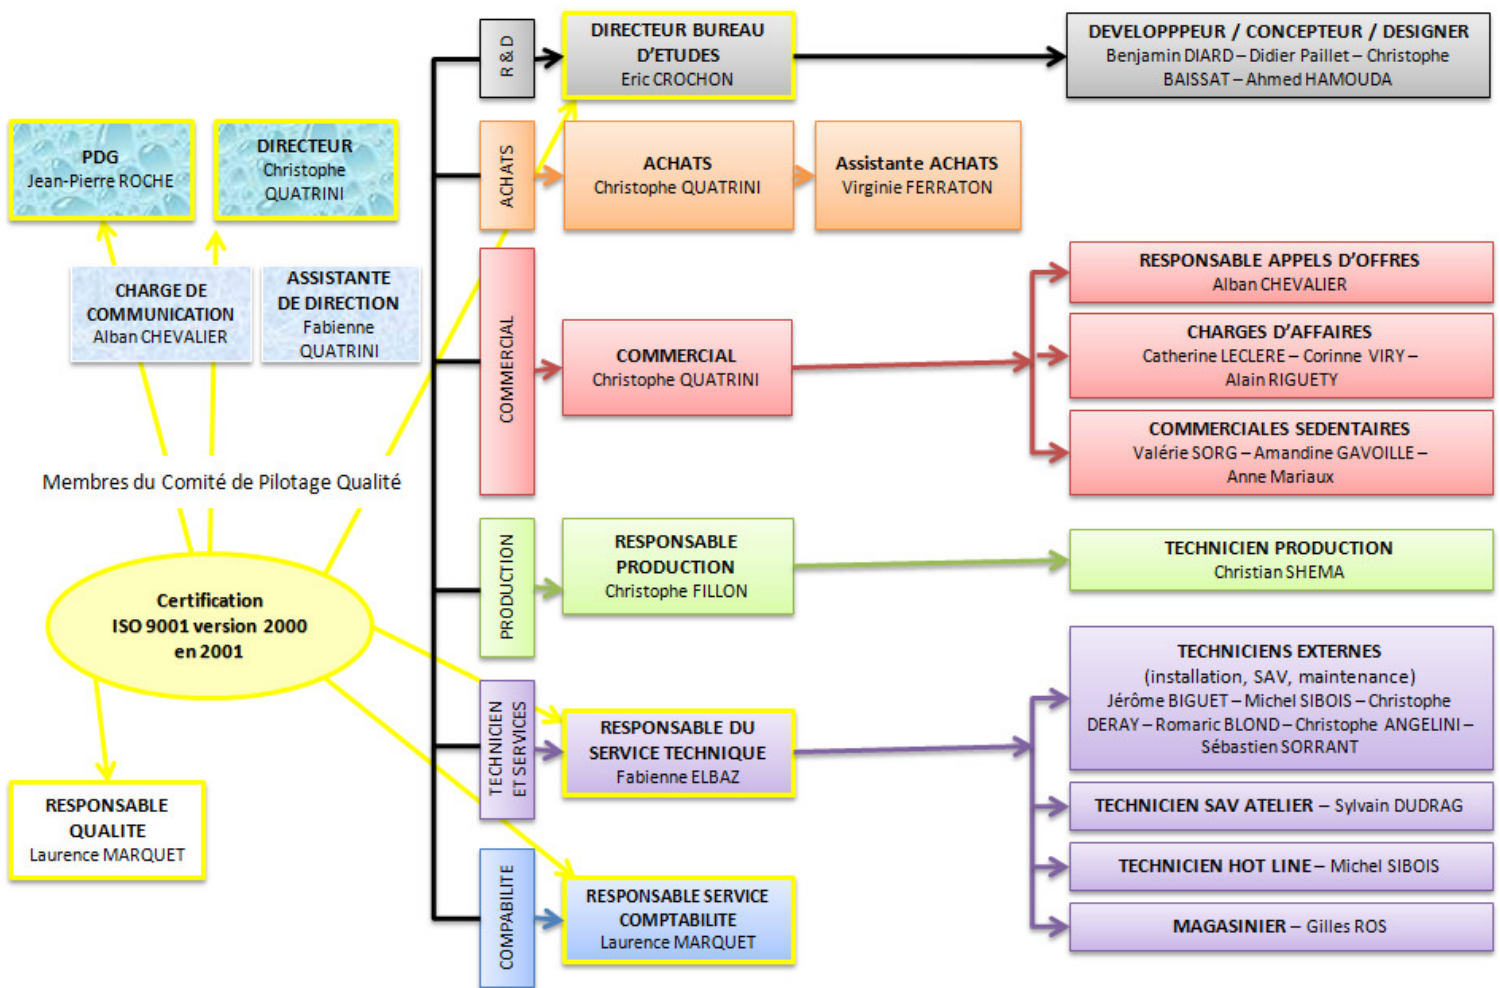 PDG
Jean-Pierre ROCHE
DIRECTEUR
Christophe
QUATRINI
CHARGE DE
COMMUNICATION
Alban CHEVALIER
ASSISTANTE
DE DIRECTION
Fabienne
QUATRINI
Membres du Comité de Pilotage Qualité
Certification
ISO 9001 version 2000
en 2001
RESPONSABLE
QUALITE
Laurence MARQUET
R & D
DIRECTEUR BUREAU
D'ETUDES
Eric CROCHON
DEVELOPPPEUR / CONCEPTEUR / DESIGNER
Benjamin DIARD – Didier Paillet – Christophe
BAISSAT – Ahmed HAMOUDA
ACHATS
ACHATS
Christophe QUATRINI
Assistante ACHATS
Virginie FERRATON
COMMERCIAL
COMMERCIAL
Christophe QUATRINI
RESPONSABLE APPELS D'OFFRES
Alban CHEVALIER
CHARGES D'AFFAIRES
Catherine LECLERE – Corinne VIRY –
Alain RIGUETY
COMMERCIALES SEDENTAIRES
Valérie SORG – Amandine GAVOILLE –
Anne Mariaux
PRODUCTION
RESPONSABLE
PRODUCTION
Christophe FILLON
TECHNICIEN PRODUCTION
Christian SHEMA
TECHNICIEN
ET SERVICES
RESPONSABLE DU
SERVICE TECHNIQUE
Fabienne ELBAZ
TECHNICIENS EXTERNES
(installation, SAV, maintenance)
Jérôme BIGUET – Michel SIBOIS – Christophe
DERAY – Romaric BLOND – Christophe ANGELINI –
Sébastien SORRANT
TECHNICIEN SAV ATELIER – Sylvain DUDRAG
TECHNICIEN HOT LINE – Michel SIBOIS
MAGASINIER – Gilles ROS
COMPABILITE
RESPONSABLE SERVICE
COMPTABILITE
Laurence MARQUET